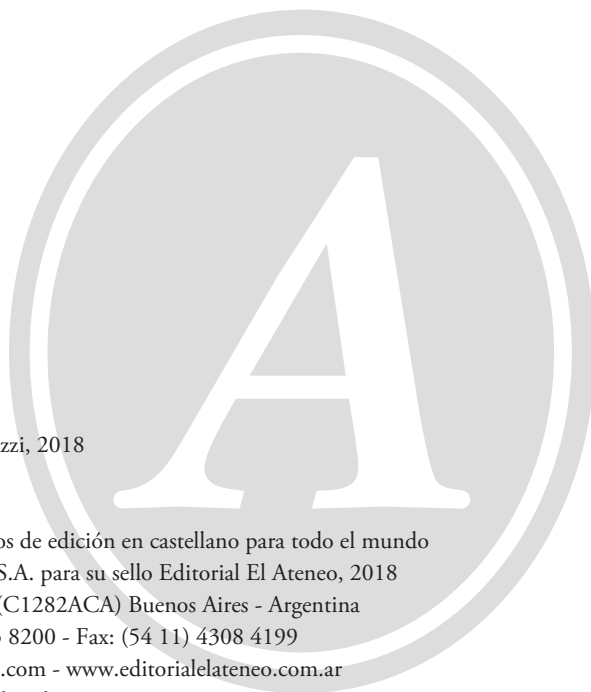 A
zzi, 2018
os de edición en castellano para todo el mundo
S.A. para su sello Editorial El Ateneo, 2018
(C1282ACA) Buenos Aires - Argentina
8200 - Fax: (54 11) 4308 4199
.com - www.editorialelateneo.com.ar